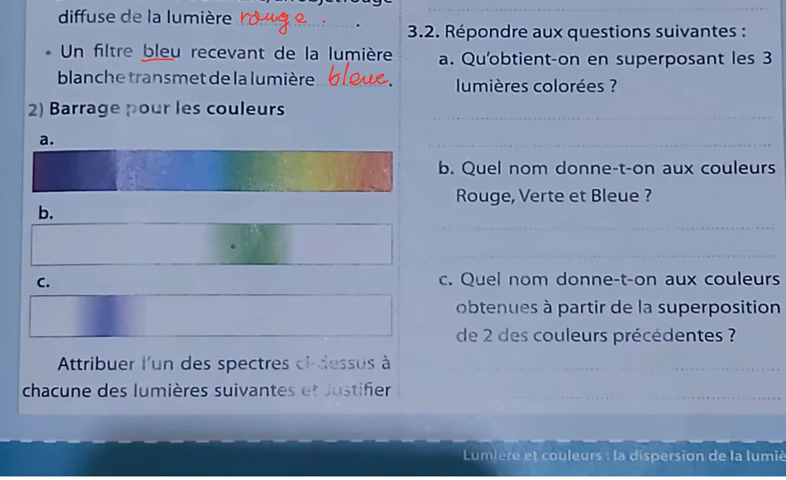 diffuse de la lumière rouge .
• Un filtre bleu recevant de la lumière
blanche transmet de la lumière bleue.
2) Barrage pour les couleurs
a.
b.
c.
Attribuer l'un des spectres ci-dessus à
chacune des lumières suivantes et justifier
3.2. Répondre aux questions suivantes :
a. Qu'obtient-on en superposant les 3
lumières colorées ?
b. Quel nom donne-t-on aux couleurs
Rouge, Verte et Bleue ?
c. Quel nom donne-t-on aux couleurs
obtenues à partir de la superposition
de 2 des couleurs précédentes ?
Lumière et couleurs : la dispersion de la lumiè